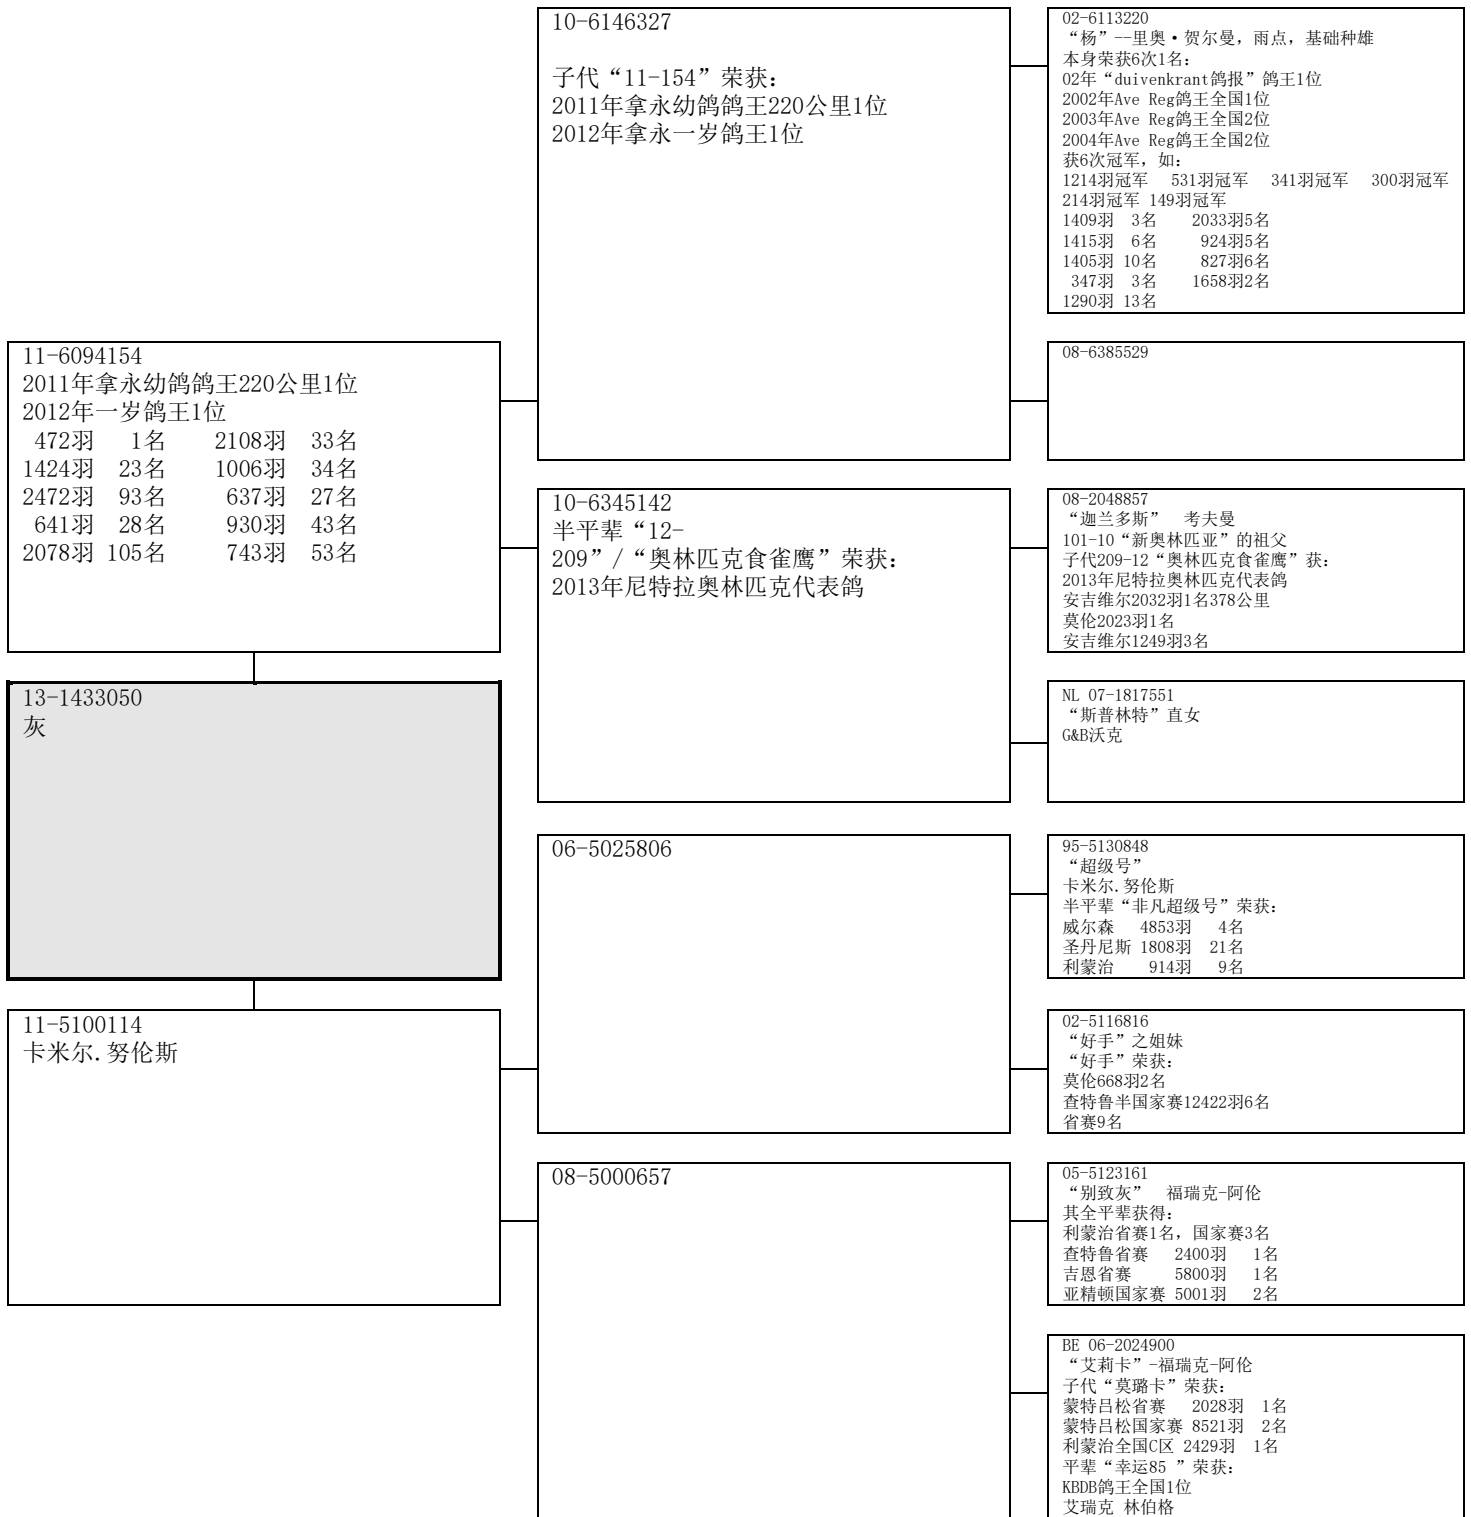 10-6146327
子代“11-154”荣获：
2011年拿永幼鸽鸽王220公里1位
2012年拿永一岁鸽王1位
02-6113220
“杨”--里奥·贺尔曼，雨点，基础种雄
本身荣获6次1名：
02年“duivenkrant鸽报”鸽王1位
2002年Ave Reg鸽王全国1位
2003年Ave Reg鸽王全国2位
2004年Ave Reg鸽王全国2位
获6次冠军，如：
1214羽冠军 531羽冠军 341羽冠军 300羽冠军
214羽冠军 149羽冠军
1409羽 3名 2033羽5名
1415羽 6名 924羽5名
1405羽 10名 827羽6名
347羽 3名 1658羽2名
1290羽 13名
11-6094154
2011年拿永幼鸽鸽王220公里1位
2012年一岁鸽王1位
472羽 1名 2108羽 33名
1424羽 23名 1006羽 34名
2472羽 93名 637羽 27名
641羽 28名 930羽 43名
2078羽 105名 743羽 53名
08-6385529
10-6345142
半平辈“12-
209”/“奥林匹克食雀鹰”荣获：
2013年尼特拉奥林匹克代表鸽
08-2048857
“迦兰多斯” 考夫曼
101-10“新奥林匹亚”的祖父
子代209-12“奥林匹克食雀鹰”获：
2013年尼特拉奥林匹克代表鸽
安吉维尔2032羽1名378公里
莫伦2023羽1名
安吉维尔1249羽3名
13-1433050
灰
NL 07-1817551
“斯普林特”直女
G&B沃克
06-5025806
95-5130848
“超级号”
卡米尔.努伦斯
半平辈“非凡超级号”荣获：
威尔森 4853羽 4名
圣丹尼斯 1808羽 21名
利蒙治 914羽 9名
11-5100114
卡米尔.努伦斯
02-5116816
“好手”之姐妹
“好手”荣获：
莫伦668羽2名
查特鲁半国家赛12422羽6名
省赛9名
08-5000657
05-5123161
“别致灰” 福瑞克-阿伦
其全平辈获得：
利蒙治省赛1名，国家赛3名
查特鲁省赛 2400羽 1名
吉恩省赛 5800羽 1名
亚精顿国家赛 5001羽 2名
BE 06-2024900
“艾莉卡”-福瑞克-阿伦
子代“莫璐卡”荣获：
蒙特吕松省赛 2028羽 1名
蒙特吕松国家赛 8521羽 2名
利蒙治全国C区 2429羽 1名
平辈“幸运85 ”荣获：
KBDB鸽王全国1位
艾瑞克 林伯格